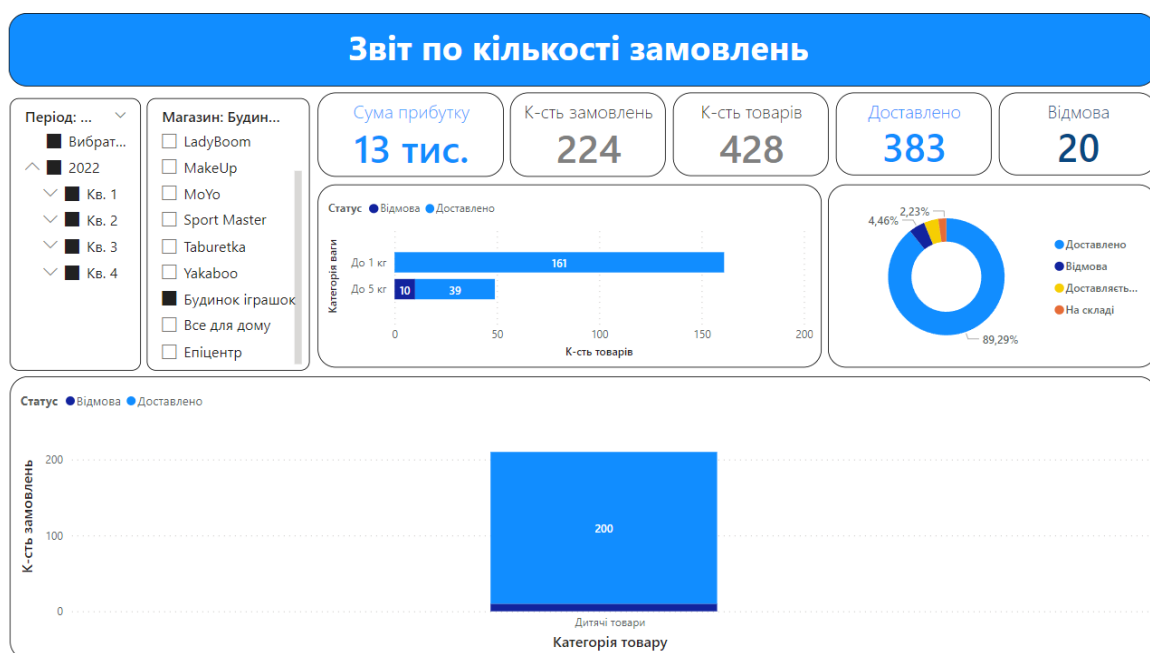 Звіт по кількості замовлень
Період: ...
Вибрат...
2022
Кв. 1
Кв. 2
Кв. 3
Кв. 4
Магазин: Будин...
LadyBoom
MakeUp
MoYo
Sport Master
Taburetka
Yakaboo
Будинок іграшок
Все для дому
Епіцентр
Сума прибутку
13 тис.
К-сть замовлень
224
К-сть товарів
428
Доставлено
383
Відмова
20
Статус Відмова Доставлено
Категорія ваги
До 1 кг 161
До 5 кг 10 39
0 50 100 150 200
К-сть товарів
2,23%
4,46%
89,29%
Доставлено
Відмова
Доставляєть...
На складі
Статус Відмова Доставлено
К-сть замовлень
200
100
0
200
Дитячі товари
Категорія товару